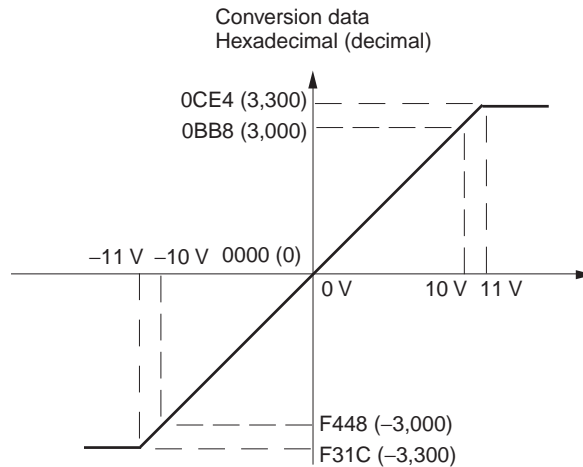 Conversion data
Hexadecimal (decimal)
0CE4 (3,300)
0BB8 (3,000)
−11 V −10 V 0000 (0)
0 V 10 V 11 V
F448 (−3,000)
F31C (−3,300)